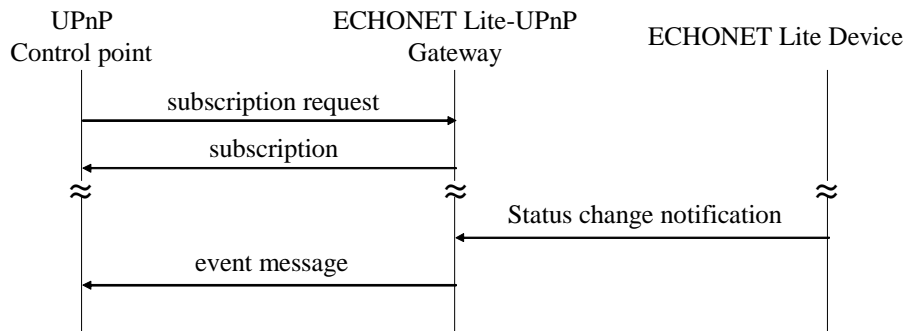 UPnP
Control point
ECHONET Lite-UPnP
Gateway
ECHONET Lite Device
subscription request
subscription
Status change notification
event message